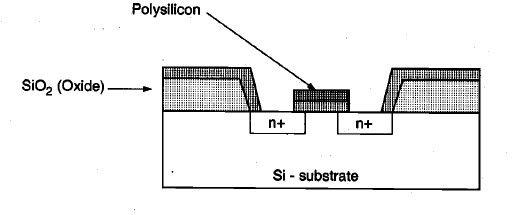 Polysilicon
SiO₂ (Oxide)
n+ n+
Si - substrate